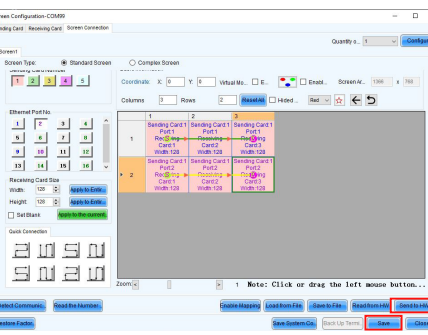 Screen Configuration-COM99
Sending Card Receiving Card Screen Connection
Quantity o... 1 Configure
Screen1
Screen Type: Standard Screen Complex Screen
Coordinate: X: 0 Y: 0 Virtual Mo... E... Enabl... Screen Ar... 1366 x 768
1 2 3 4 5
Columns 3 Rows 2 Reset All Hided... Red
Ethernet Port No.
1 2 3 4
5 6 7 8
9 10 11 12
13 14 15 16
1 2 3
1
Sending Card:1 Sending Card:1 Sending Card:1
Port:1 Port:1 Port:1
Receiving Receiving Receiving
Card:1 Card:2 Card:3
Width:128 Width:128 Width:128
2
Sending Card:1 Sending Card:1 Sending Card:1
Port:2 Port:2 Port:2
Receiving Receiving Receiving
Card:1 Card:2 Card:3
Width:128 Width:128 Width:128
Receiving Card Size
Width: 128 Apply to Entir...
Height: 128 Apply to Entir...
Set Blank Apply to the current..
Quick Connection
Zoom: 1 Note: Click or drag the left mouse button...
Detect Communic.. Read the Number.. Enable Mapping Load from File Save to File Read from HW Send to HW
Restore Factor.. Save System Co.. Back Up Termi.. Save Close